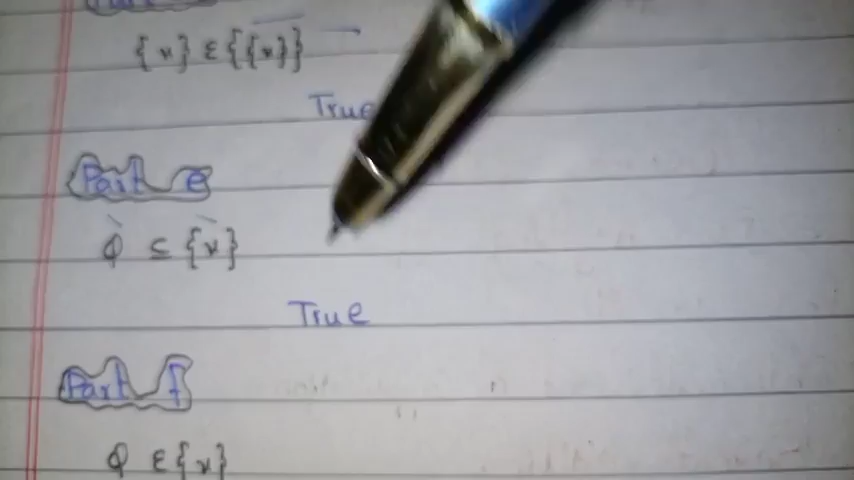 {x} ∈ {{x}}
True
Part e
ϕ ⊆ {x}
True
Part f
ϕ ∈ {x}